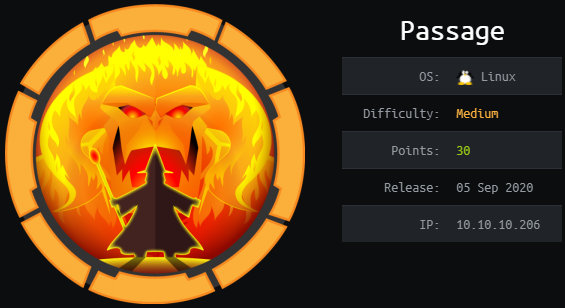 Passage
OS: Linux
Difficulty: Medium
Points: 30
Release: 05 Sep 2020
IP: 10.10.10.206